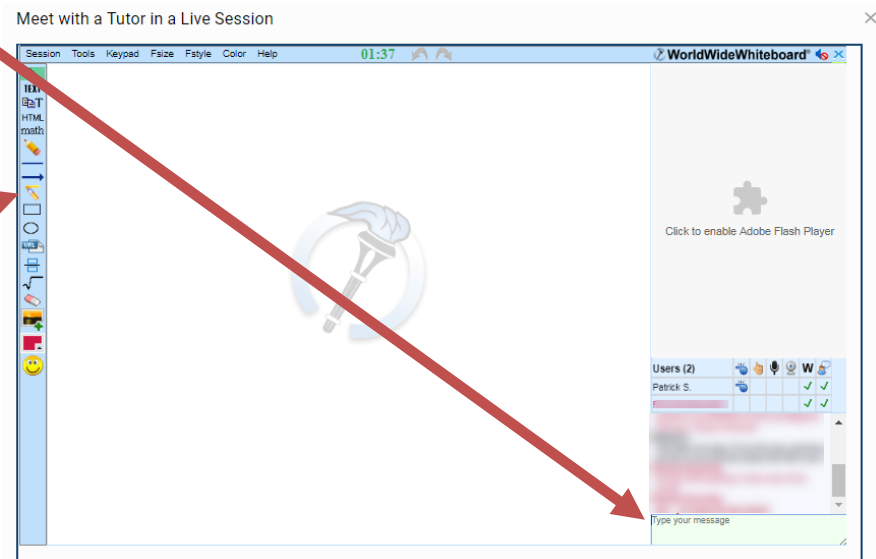 Meet with a Tutor in a Live Session
Session Tools Keypad Fsize Fstyle Color Help 01:37 WorldWideWhiteboard®
TEXT
T
HTML
math
Click to enable Adobe Flash Player
Users (2) W
Patrick S.
Type your message